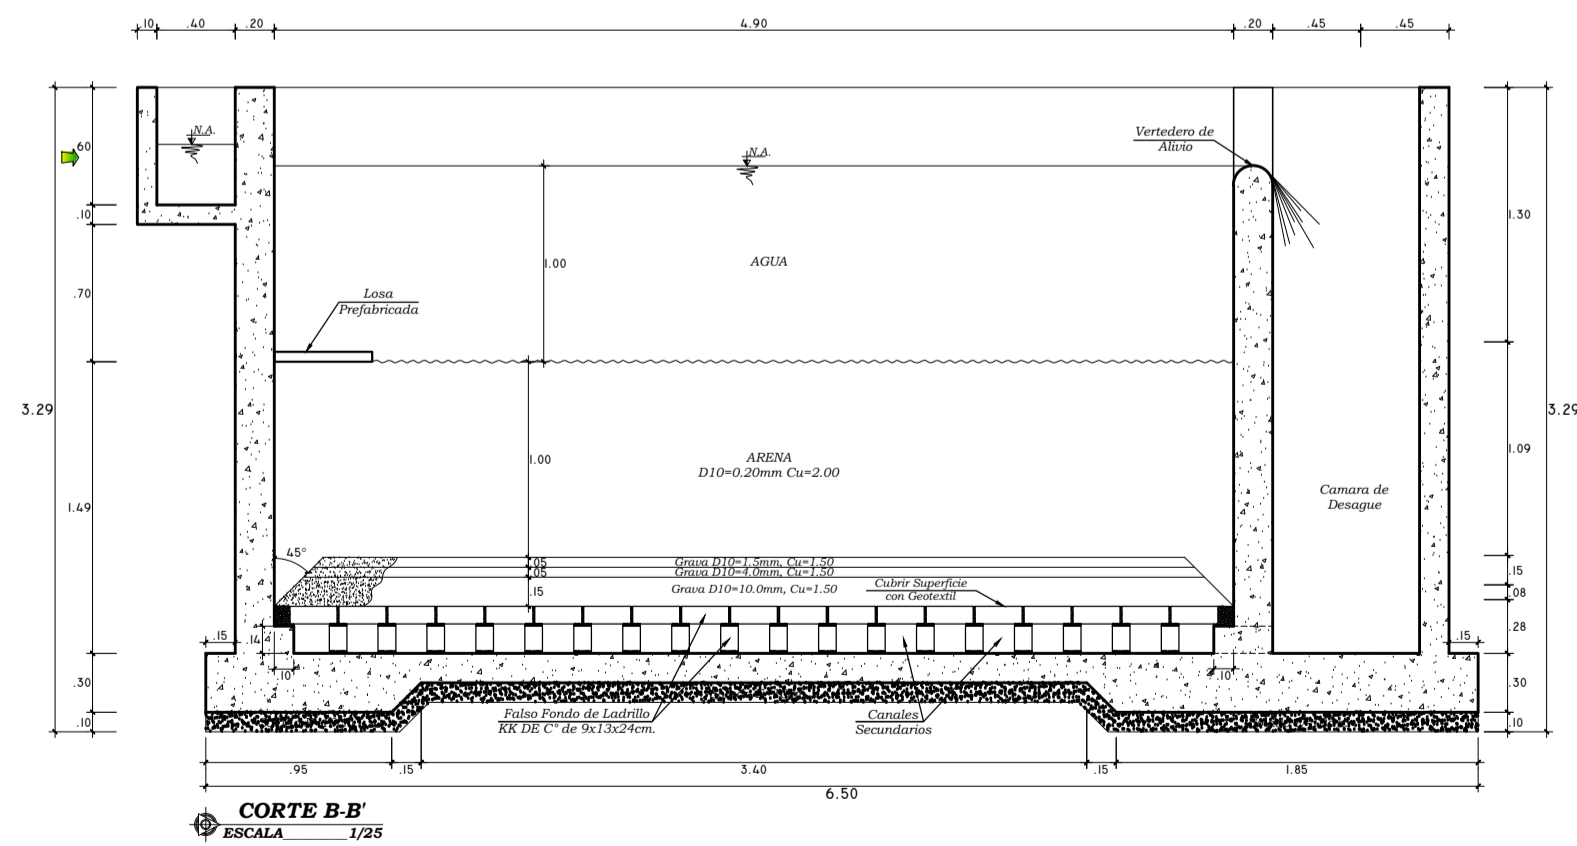 .10 .40 .20 4.90 .20 .45 .45
N.A.
.60
N.A.
Vertedero de
Alivio
.10
1.30
1.00
AGUA
.70
Losa
Prefabricada
3.29
3.29
1.09
1.00
ARENA
D10=0.20mm Cu=2.00
Camara de
Desague
1.49
45°
.05
Grava D10=1.5mm, Cu=1.50
.05
Grava D10=4.0mm, Cu=1.50
.15
Grava D10=10.0mm, Cu=1.50
Cubrir Superficie
con Geotextil
.15
.08
.28
.15
.14
.15
.10
.10
.30
.30
.10
.10
Falso Fondo de Ladrillo
KK DE C° de 9x13x24cm.
Canales
Secundarios
.95 .15 3.40 .15 1.85
6.50
CORTE B-B'
ESCALA________1/25